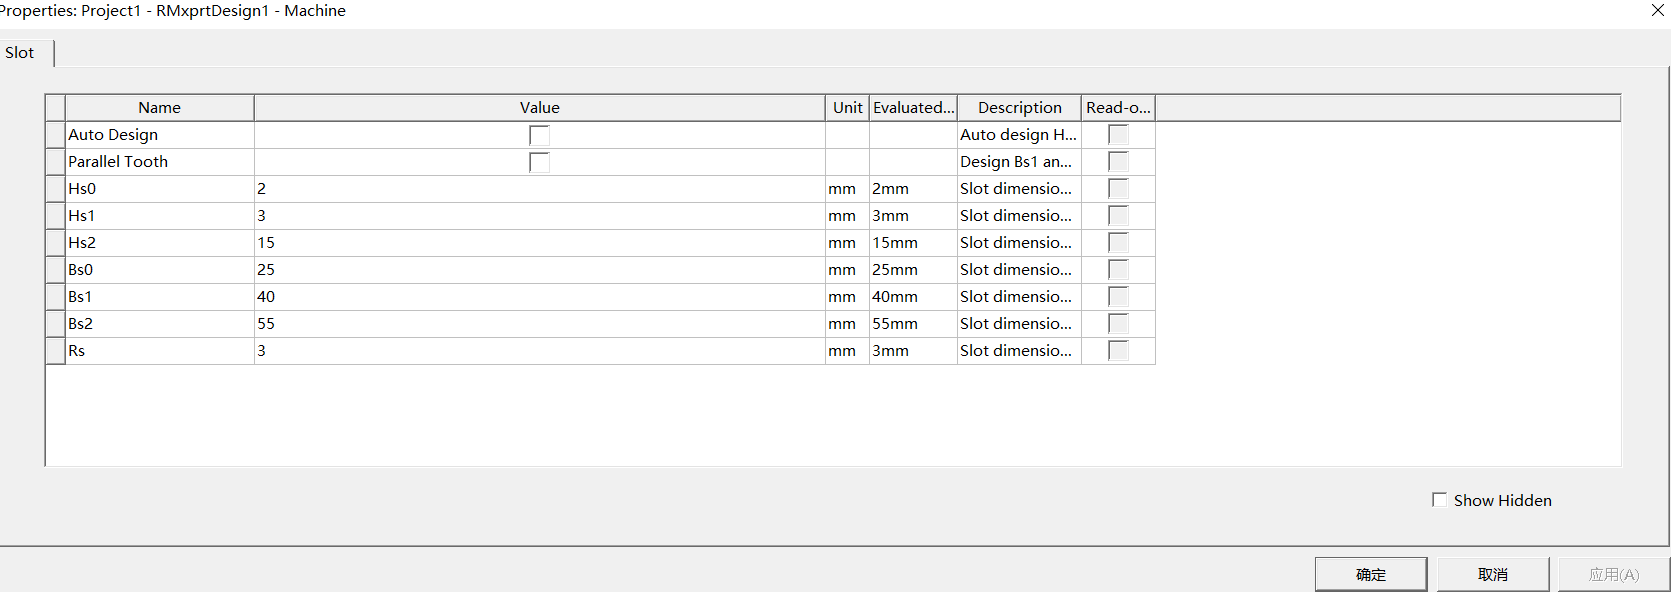 Properties: Project1 - RMxprtDesign1 - Machine
Slot
Name Value Unit Evaluated... Description Read-o...
Auto Design Auto design H...
Parallel Tooth Design Bs1 an...
Hs0 2 mm 2mm Slot dimensio...
Hs1 3 mm 3mm Slot dimensio...
Hs2 15 mm 15mm Slot dimensio...
Bs0 25 mm 25mm Slot dimensio...
Bs1 40 mm 40mm Slot dimensio...
Bs2 55 mm 55mm Slot dimensio...
Rs 3 mm 3mm Slot dimensio...
Show Hidden
确定 取消 应用(A)